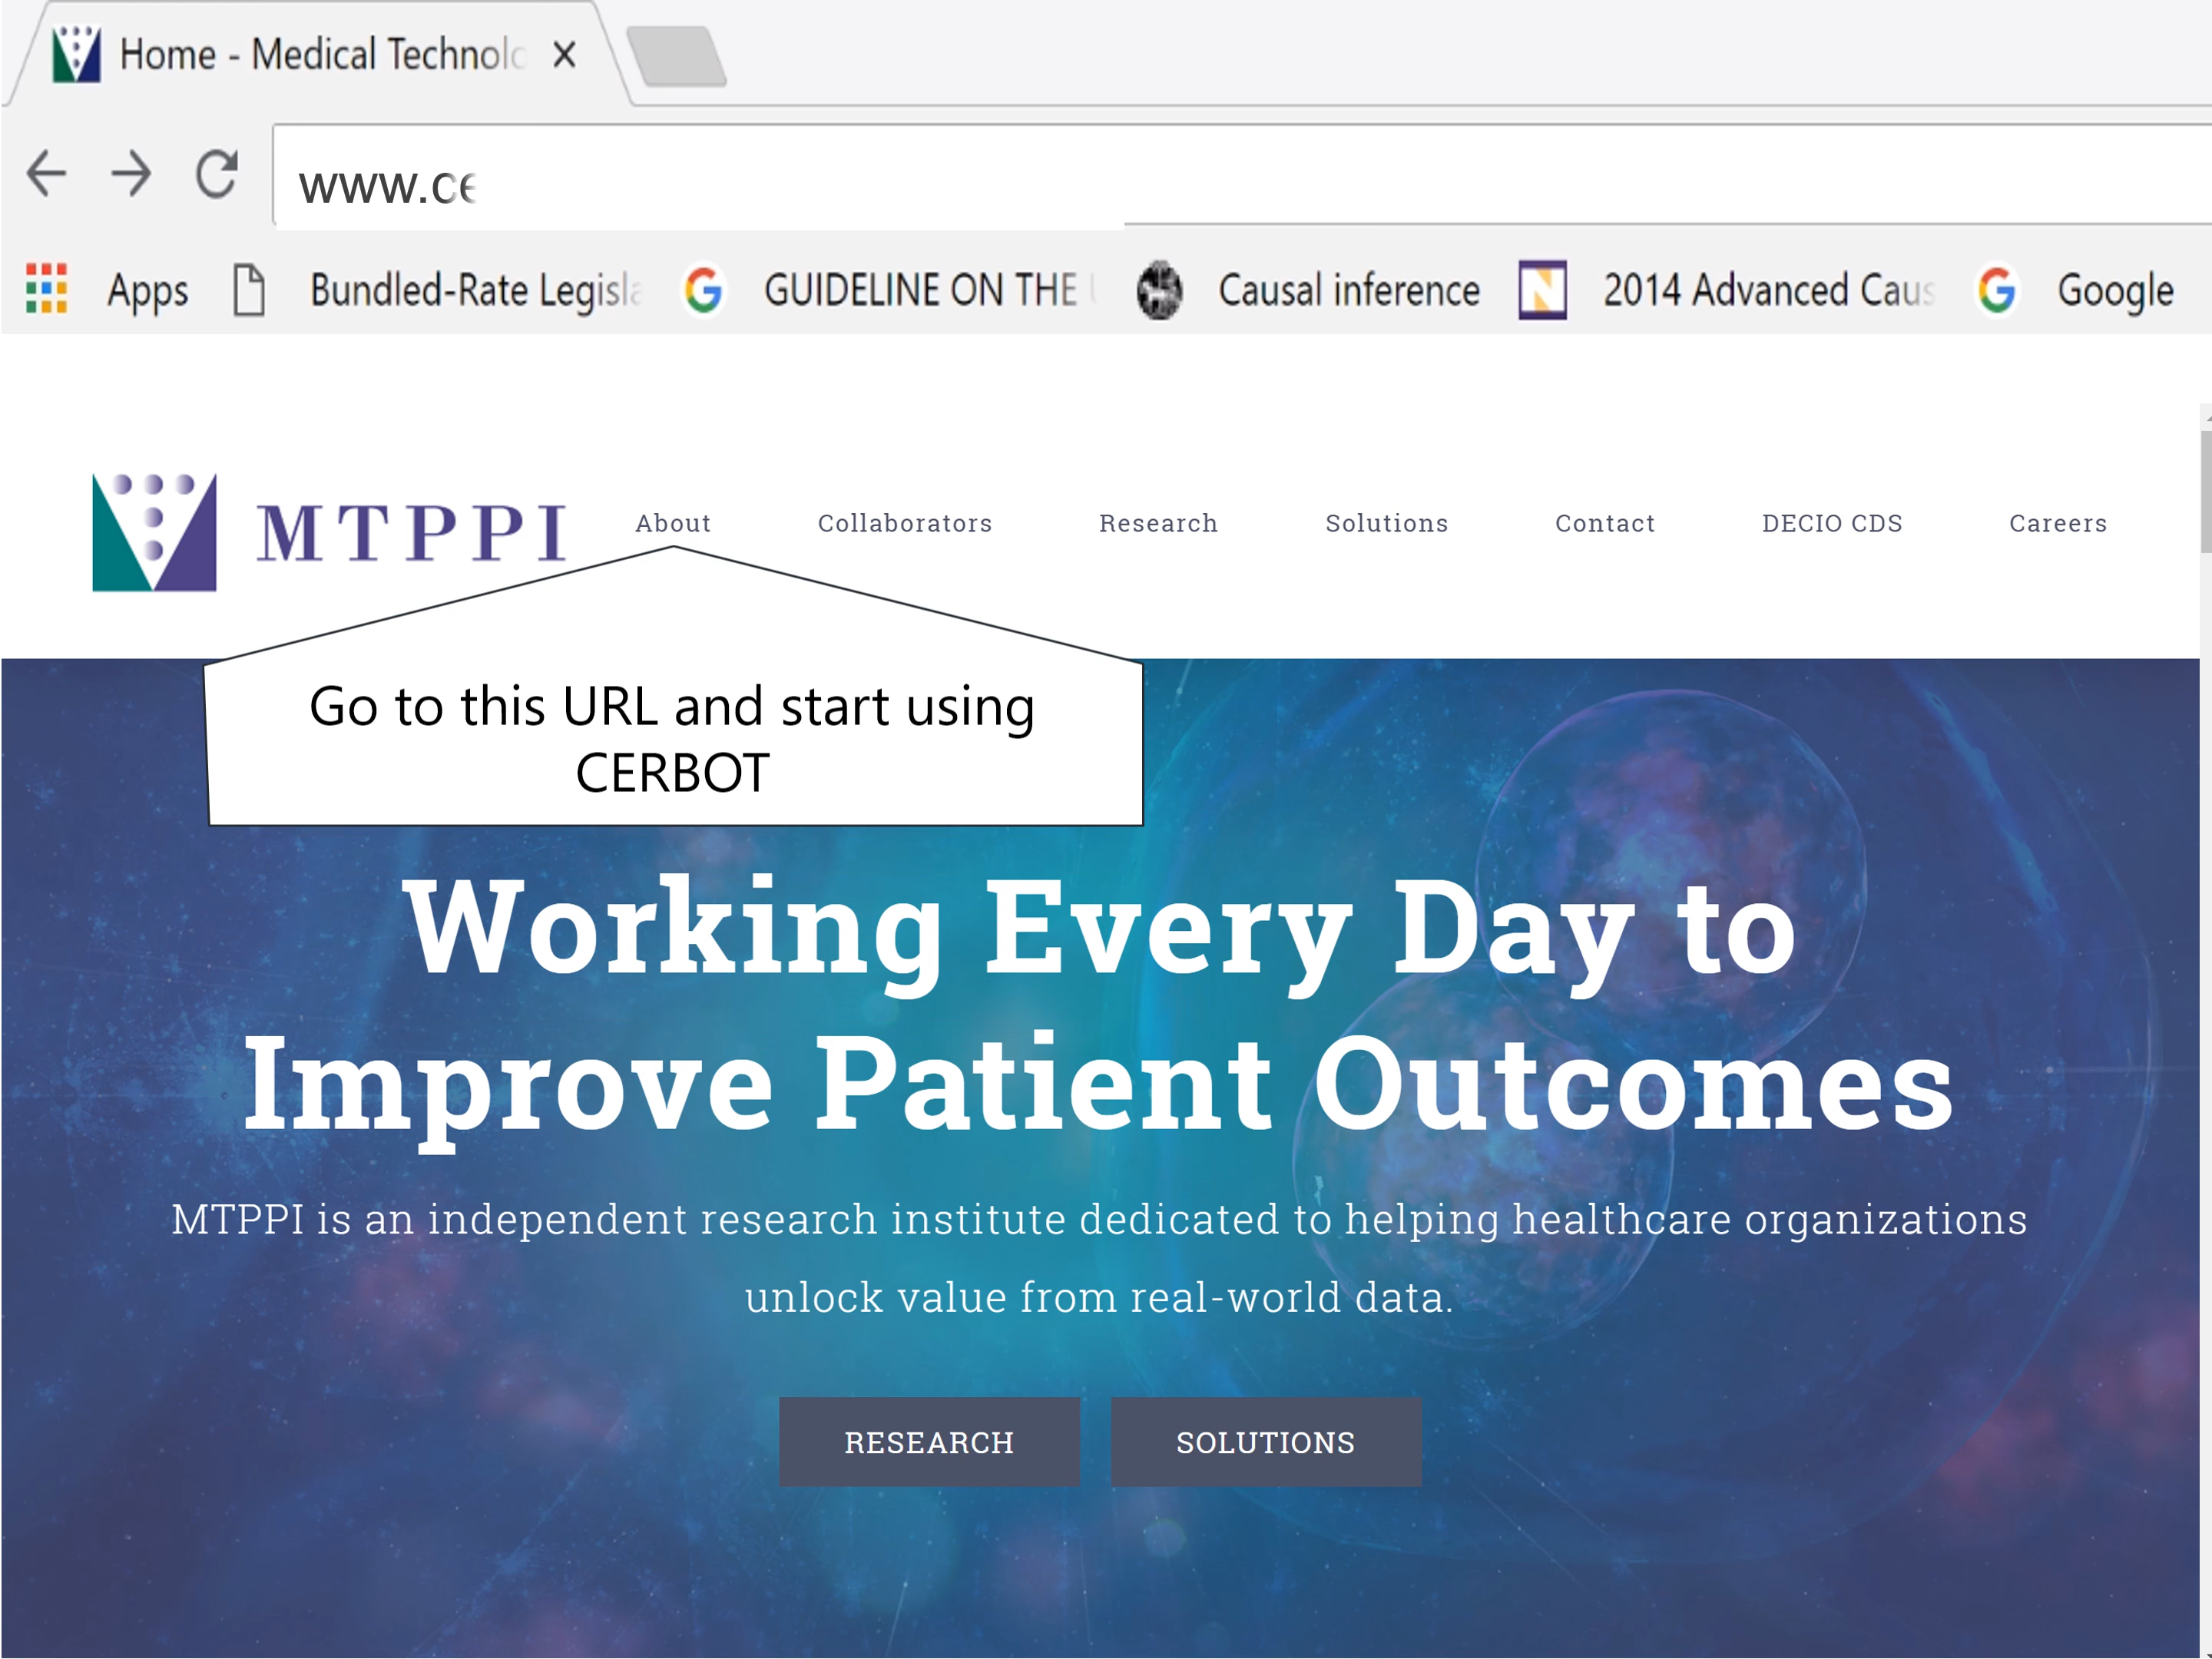 Home - Medical Technolo
www.ce
Apps Bundled-Rate Legisla GUIDELINE ON THE Causal inference 2014 Advanced Caus Google
MTPPI About Collaborators Research Solutions Contact DECIO CDS Careers
Go to this URL and start using
CERBOT
Working Every Day to
Improve Patient Outcomes
MTPPI is an independent research institute dedicated to helping healthcare organizations
unlock value from real-world data.
RESEARCH SOLUTIONS